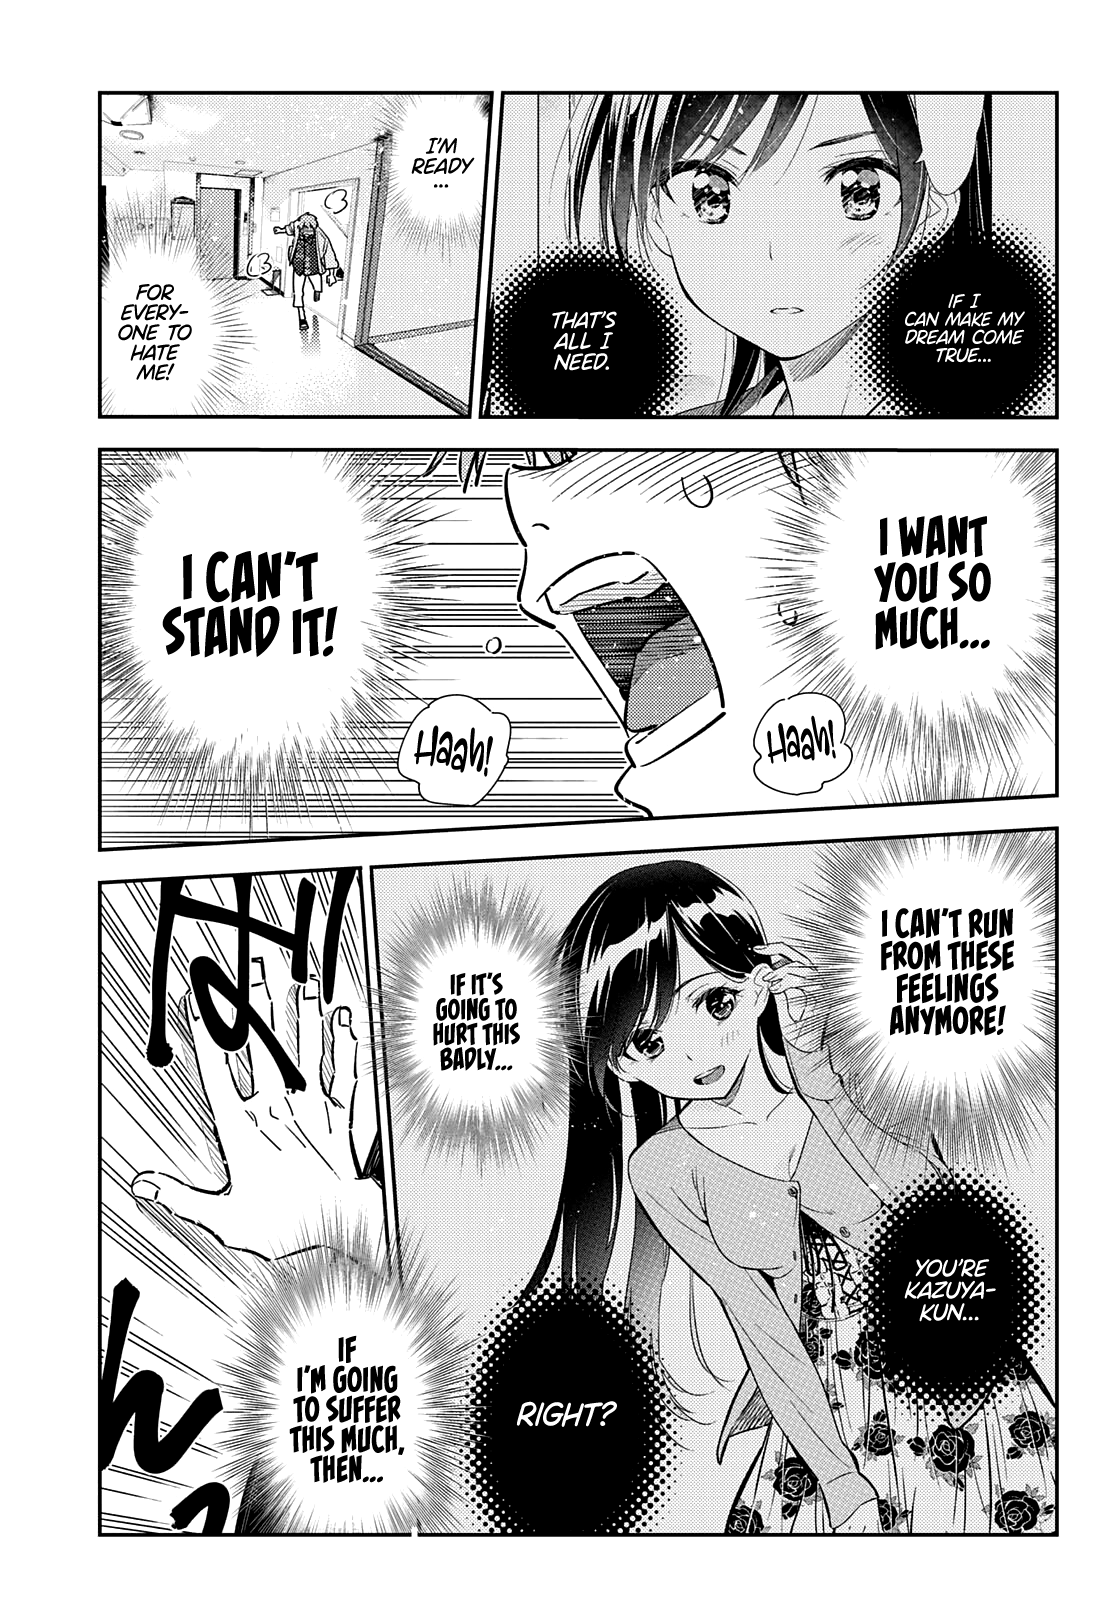 IF I
CAN MAKE MY
DREAM COME
TRUE...
THAT'S
ALL I
NEED.
I'M
READY
...
FOR
EVERY-
ONE TO
HATE
ME!
I WANT
YOU SO
MUCH...
Haah!
I CAN'T
STAND IT!
Haah!
I CAN'T RUN
FROM THESE
FEELINGS
ANYMORE!
IF IT'S
GOING TO
HURT THIS
BADLY...
YOU'RE
KAZUYA-
KUN...
RIGHT?
IF
I'M GOING
TO SUFFER
THIS MUCH,
THEN...